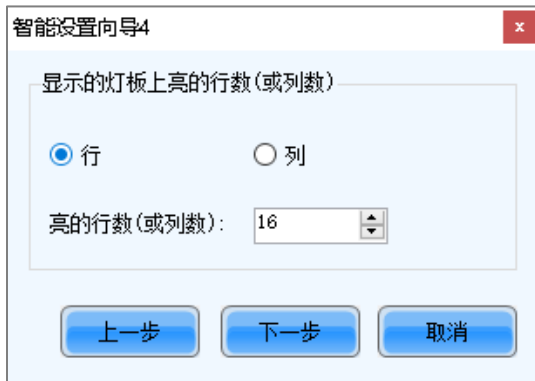 智能设置向导4
x
显示的灯板上亮的行数(或列数)
行
列
亮的行数(或列数):
16
上一步
下一步
取消